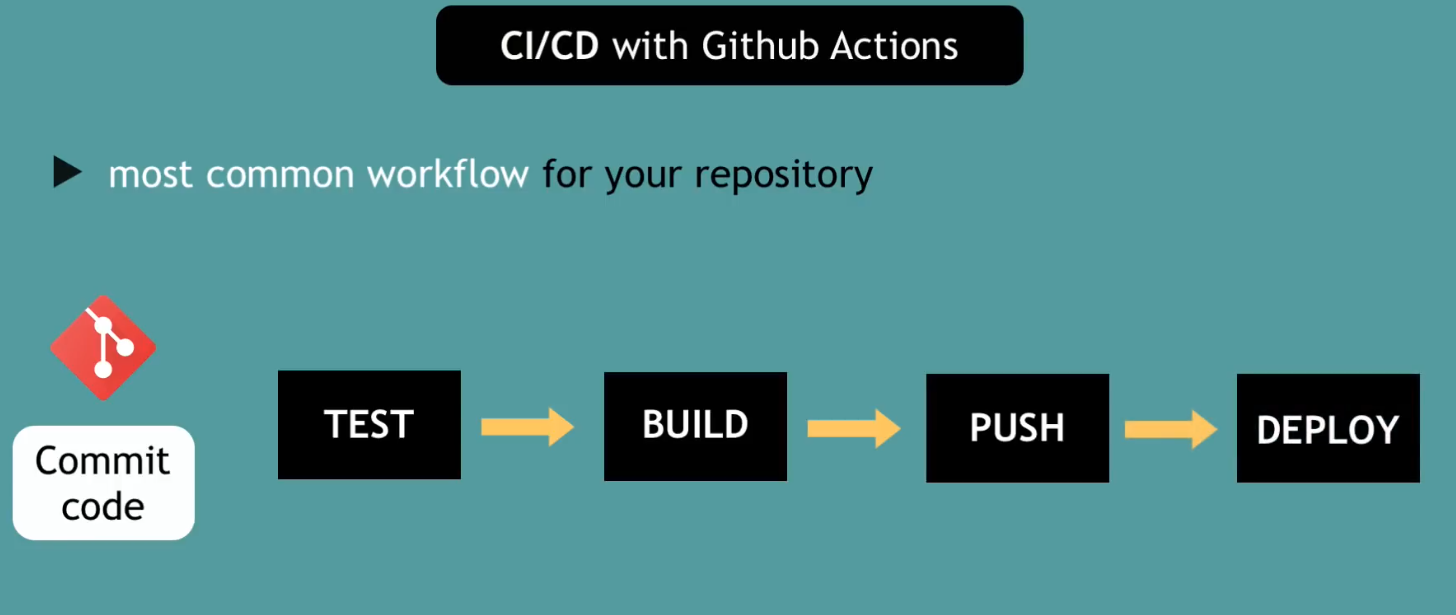 CI/CD with Github Actions
most common workflow for your repository
Commit
code
TEST
BUILD
PUSH
DEPLOY